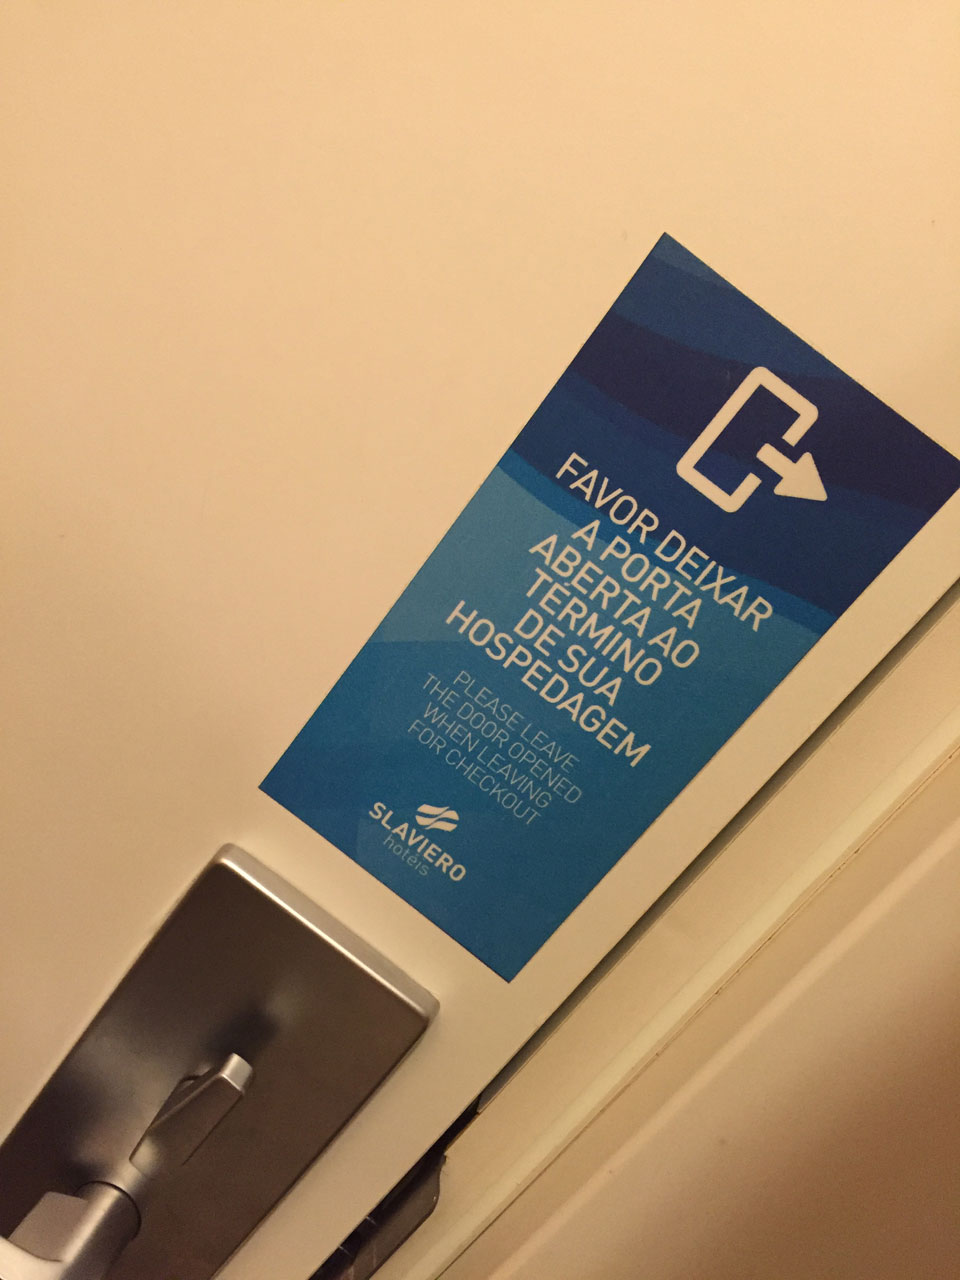 FAVOR DEIXAR
A PORTA
ABERTA AO
TÉRMINO
DE SUA
HOSPEDAGEM
PLEASE LEAVE
THE DOOR OPENED
WHEN LEAVING
FOR CHECKOUT
SLAVIERO
hotéis